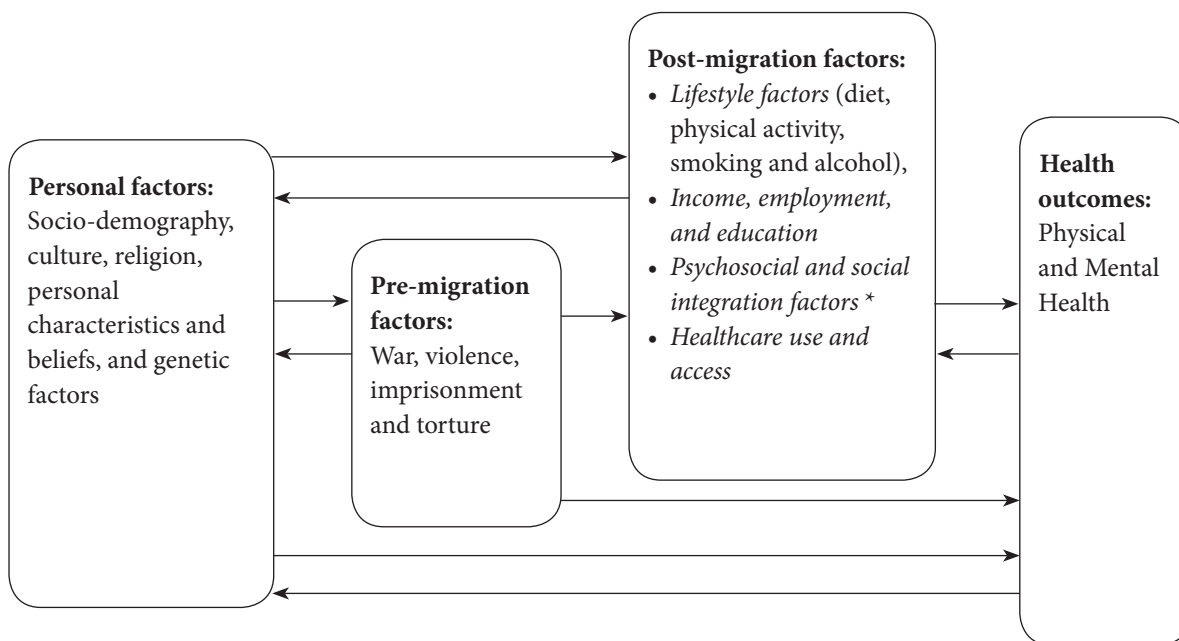 Personal factors:
Socio-demography,
culture, religion,
personal
characteristics and
beliefs, and genetic
factors
Pre-migration
factors:
War, violence,
imprisonment
and torture
Post-migration factors:
• Lifestyle factors (diet,
physical activity,
smoking and alcohol),
• Income, employment,
and education
• Psychosocial and social
integration factors *
• Healthcare use and
access
Health
outcomes:
Physical
and Mental
Health